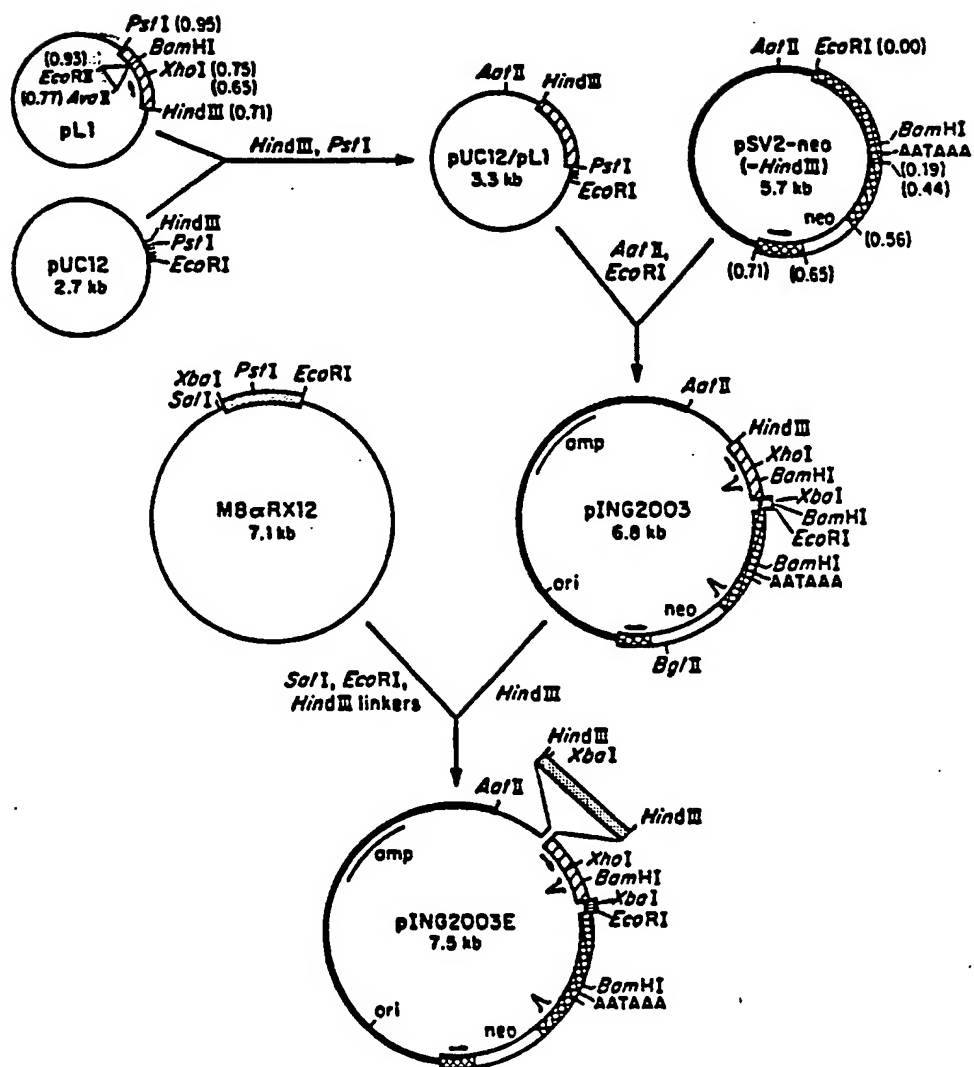 PstI (0.95)
BamHI
(0.93)
EcoRII
XhoI (0.75)
(0.65)
(0.77) AvaII
HindIII (0.71)
pL1
HindIII, PstI
HindIII
PstI
EcoRI
pUC12
2.7 kb
AatII
HindIII
pUC12/pL1
3.3 kb
PstI
EcoRI
AatII
EcoRI (0.00)
pSV2-neo
(-HindIII)
5.7 kb
BamHI
AATAAA
(0.19)
(0.44)
neo
(0.56)
(0.71)
(0.65)
AatII,
EcoRI
XbaI
SalI
PstI
EcoRI
M8αRX12
7.1 kb
AatII
HindIII
XhoI
BamHI
XbaI
BamHI
EcoRI
BamHI
AATAAA
amp
pING2003
6.8 kb
ori
neo
BglII
SalI, EcoRI,
HindIII linkers
HindIII
HindIII
XbaI
HindIII
AatII
XhoI
BamHI
XbaI
EcoRI
amp
pING2003E
7.5 kb
BamHI
AATAAA
ori
neo